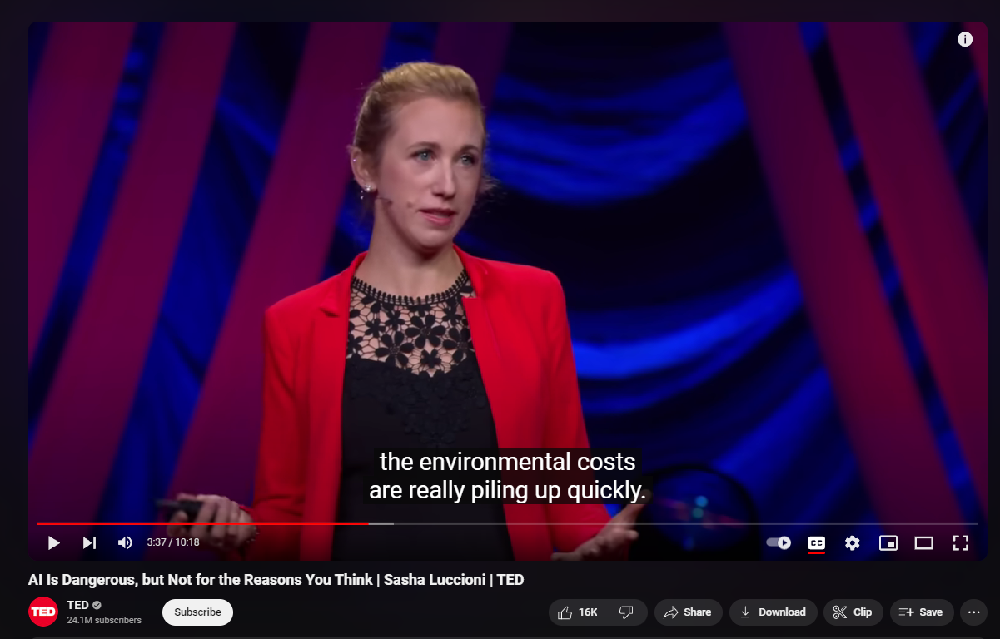 the environmental costs
are really piling up quickly.
3:37 / 10:18
CC
AI Is Dangerous, but Not for the Reasons You Think | Sasha Luccioni | TED
TED
TED
24.1M subscribers
Subscribe
16K
Share
Download
Clip
Save